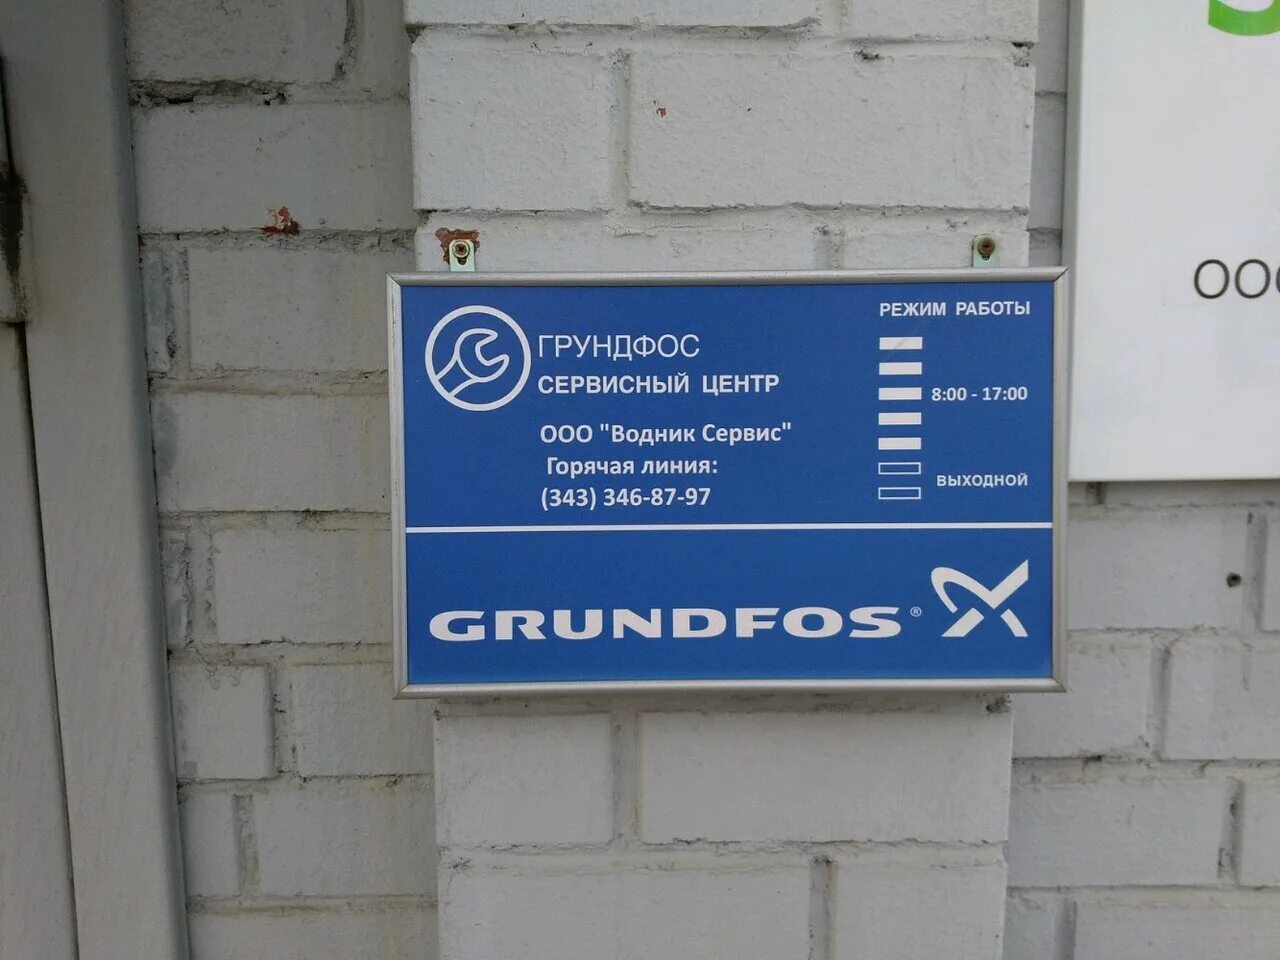 ГРУНДФОС
СЕРВИСНЫЙ ЦЕНТР
ООО "Водник Сервис"
Горячая линия:
(343) 346-87-97
РЕЖИМ РАБОТЫ
8:00 - 17:00
ВЫХОДНОЙ
GRUNDFOS®